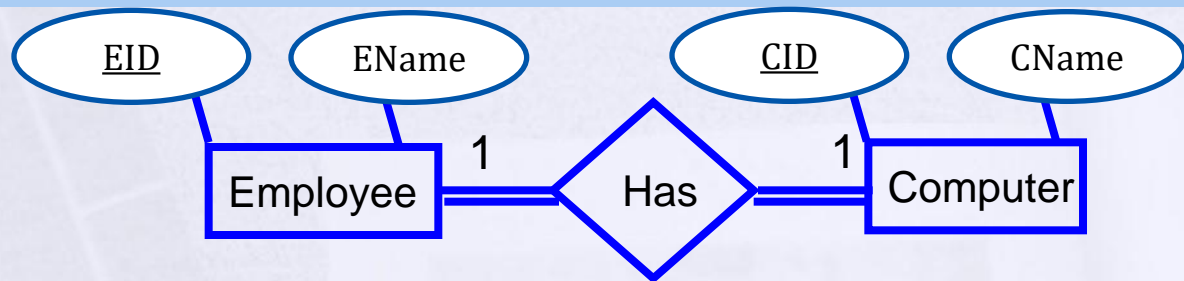 EID EName CID CName
1 1
Employee Has Computer